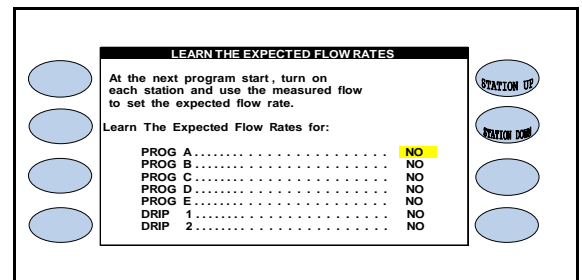 LEARN THE EXPECTED FLOW RATES
At the next program start, turn on
each station and use the measured flow
to set the expected flow rate.
Learn The Expected Flow Rates for:
PROG A........................ NO
PROG B........................ NO
PROG C........................ NO
PROG D........................ NO
PROG E........................ NO
DRIP 1........................ NO
DRIP 2........................ NO
STATION UP
STATION DOWN